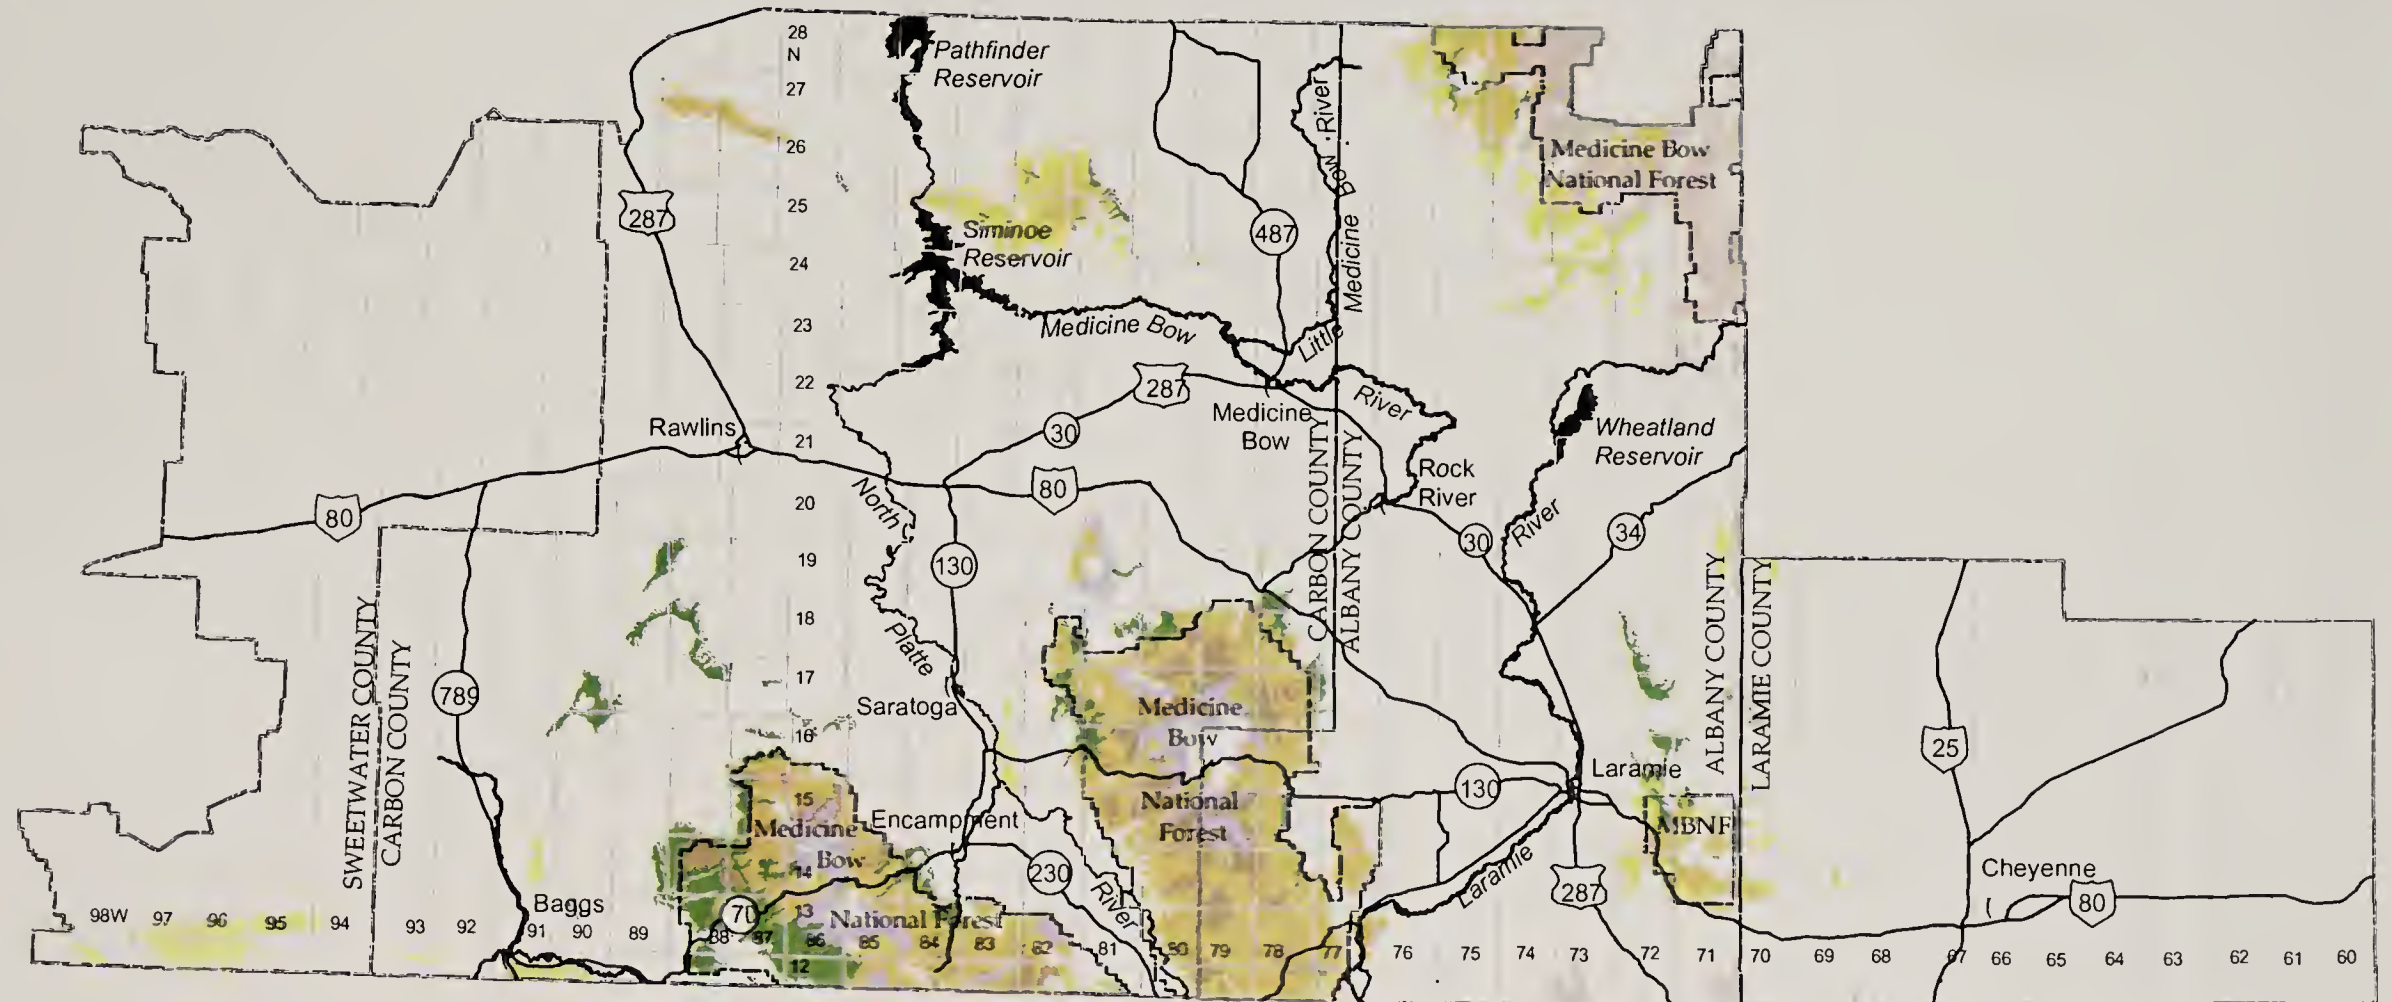 28
N
27
26
25
24
23
22
21
20
19
18
17
16
15
14
13
12
Pathfinder
Reservoir
Siminoe
Reservoir
Medicine Bow
National Forest
287
487
Little Medicine Bow River
Medicine Bow
River
287
30
Medicine
Bow
Rawlins
80
80
Rock
River
Wheatland
Reservoir
River
34
30
North
Platte
130
789
Saratoga
SWEETWATER COUNTY
CARBON COUNTY
CARBON COUNTY
ALBANY COUNTY
ALBANY COUNTY
LARAMIE COUNTY
Medicine
Bow
National
Forest
Medicine
Bow
National Forest
Encampment
230
River
70
Baggs
130
Laramie
MBNF
Laramie
287
25
Cheyenne
80
98W 97 96 95 94 93 92 91 90 89 88 87 86 85 84 83 82 81 80 79 78 77 76 75 74 73 72 71 70 69 68 67 66 65 64 63 62 61 60